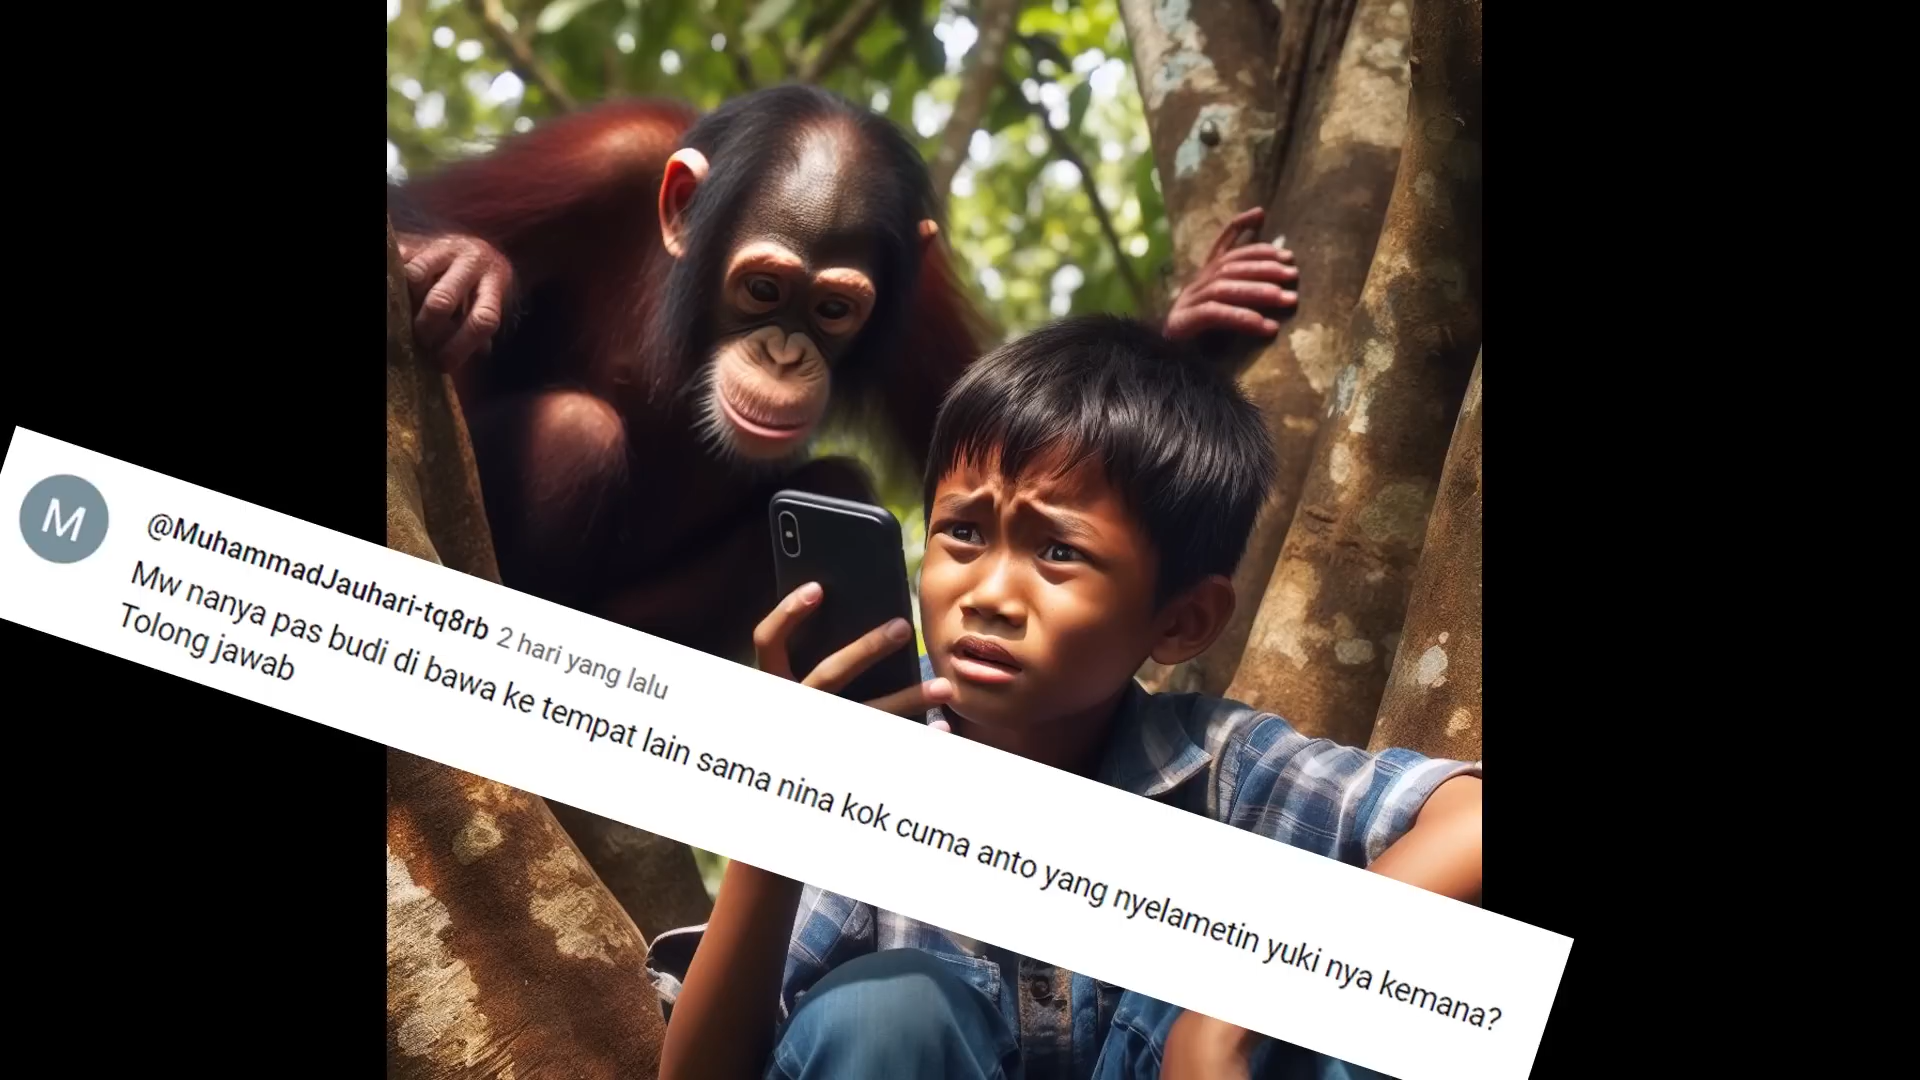 M
@MuhammadJauhari-tq8rb 2 hari yang lalu
Mw nanya pas budi di bawa ke tempat lain sama nina kok cuma anto yang nyelametin yuki nya kemana?
Tolong jawab